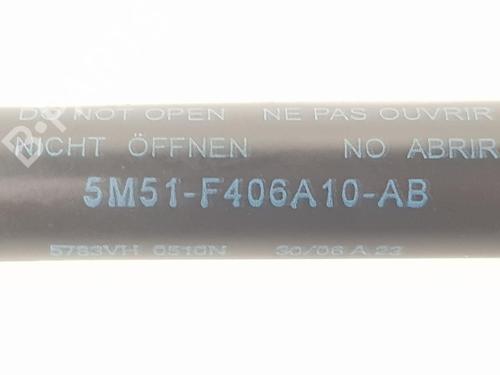 DO NOT OPEN NE PAS OUVRIR
NICHT ÖFFNEN NO ABRIR
5M51-F406A10-AB
5783VH 0510N 30/06 A 23